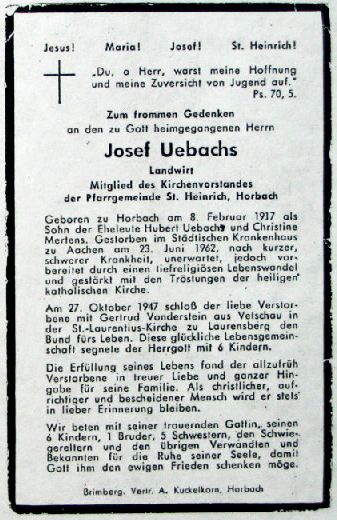 Jesus! Maria! Josef! St. Heinrich!
„Du, o Herr, warst meine Hoffnung
und meine Zuversicht von Jugend auf."
Ps. 70, 5.
Zum frommen Gedenken
an den zu Gott heimgegangenen Herrn
Josef Uebachs
Landwirt
Mitglied des Kirchenvorstandes
der Pfarrgemeinde St. Heinrich, Horbach
Geboren zu Horbach am 8. Februar 1917 als
Sohn der Eheleute Hubert Uebachs und Christine
Mertens. Gestorben im Städtischen Krankenhaus
zu Aachen am 23. Juni 1962, nach kurzer,
schwerer Krankheit, unerwartet, jedoch vor-
bereitet durch einen tiefreligiösen Lebenswandel
und gestärkt mit den Tröstungen der heiligen
katholischen Kirche.
Am 27. Oktober 1947 schloß der liebe Verstor-
bene mit Gertrud Vonderstein aus Vetschau in
der St.-Laurentius-Kirche zu Laurensberg den
Bund fürs Leben. Diese glückliche Lebensgemein-
schaft segnete der Herrgott mit 6 Kindern.
Die Erfüllung seines Lebens fand der allzufrüh
Verstorbene in treuer Liebe und ganzer Hin-
gabe für seine Familie. Als christlicher, auf-
richtiger und bescheidener Mensch wird er stets
in lieber Erinnerung bleiben.
Wir beten mit seiner trauernden Gattin, seinen
6 Kindern, 1 Bruder, 5 Schwestern, den Schwie-
gereltern und den übrigen Verwandten und
Bekannten für die Ruhe seiner Seele, damit
Gott ihm den ewigen Frieden schenken möge.
Brimberg. Vertr. A. Kuckelkorn, Horbach